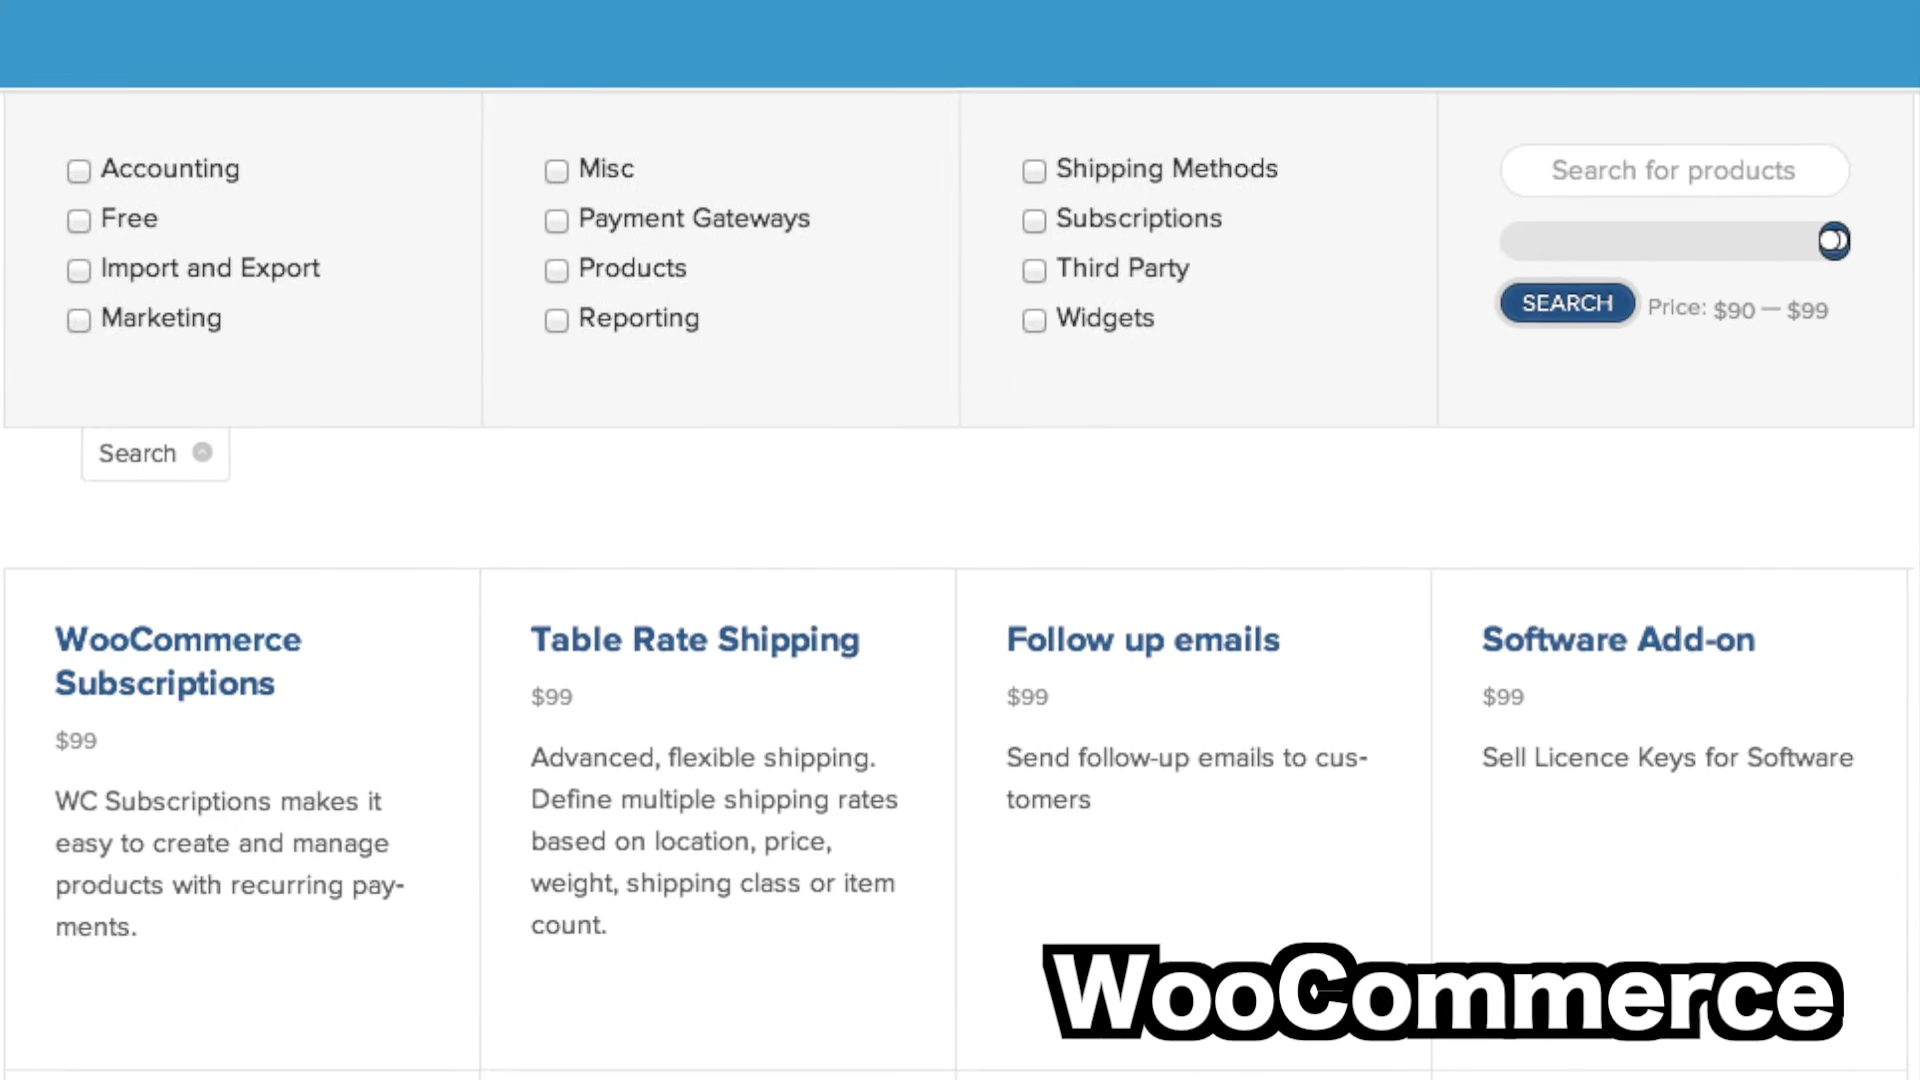 Accounting
Free
Import and Export
Marketing
Misc
Payment Gateways
Products
Reporting
Shipping Methods
Subscriptions
Third Party
Widgets
Search for products
SEARCH Price: $90 — $99
Search
WooCommerce
Subscriptions
$99
WC Subscriptions makes it
easy to create and manage
products with recurring pay-
ments.
Table Rate Shipping
$99
Advanced, flexible shipping.
Define multiple shipping rates
based on location, price,
weight, shipping class or item
count.
Follow up emails
$99
Send follow-up emails to cus-
tomers
Software Add-on
$99
Sell Licence Keys for Software
WooCommerce